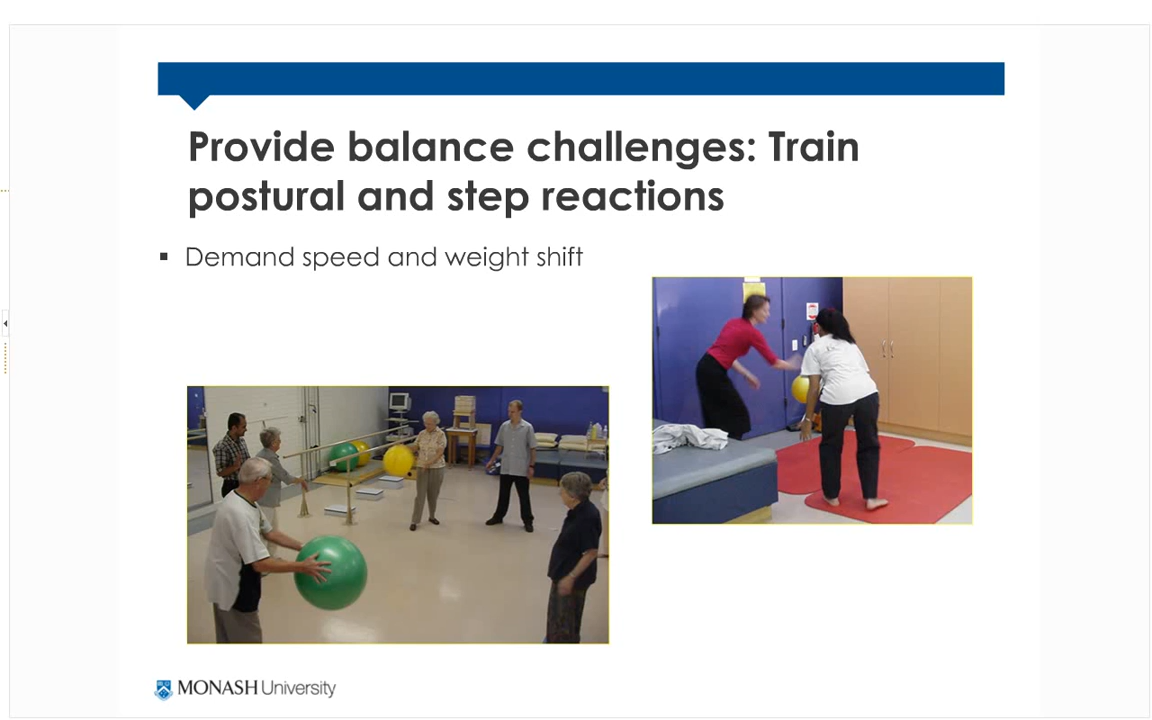 Provide balance challenges: Train
postural and step reactions
▪ Demand speed and weight shift
MONASH University